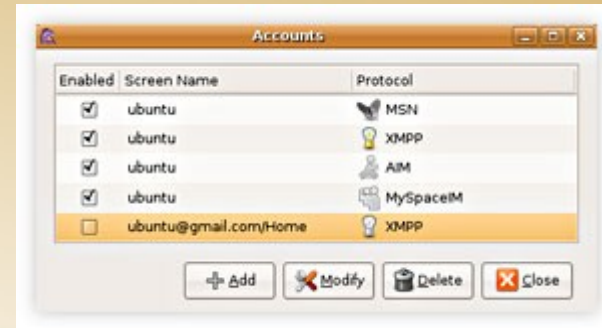 Accounts
Enabled Screen Name Protocol
ubuntu MSN
ubuntu XMPP
ubuntu AIM
ubuntu MySpaceIM
ubuntu@gmail.com/Home XMPP
Add Modify Delete Close